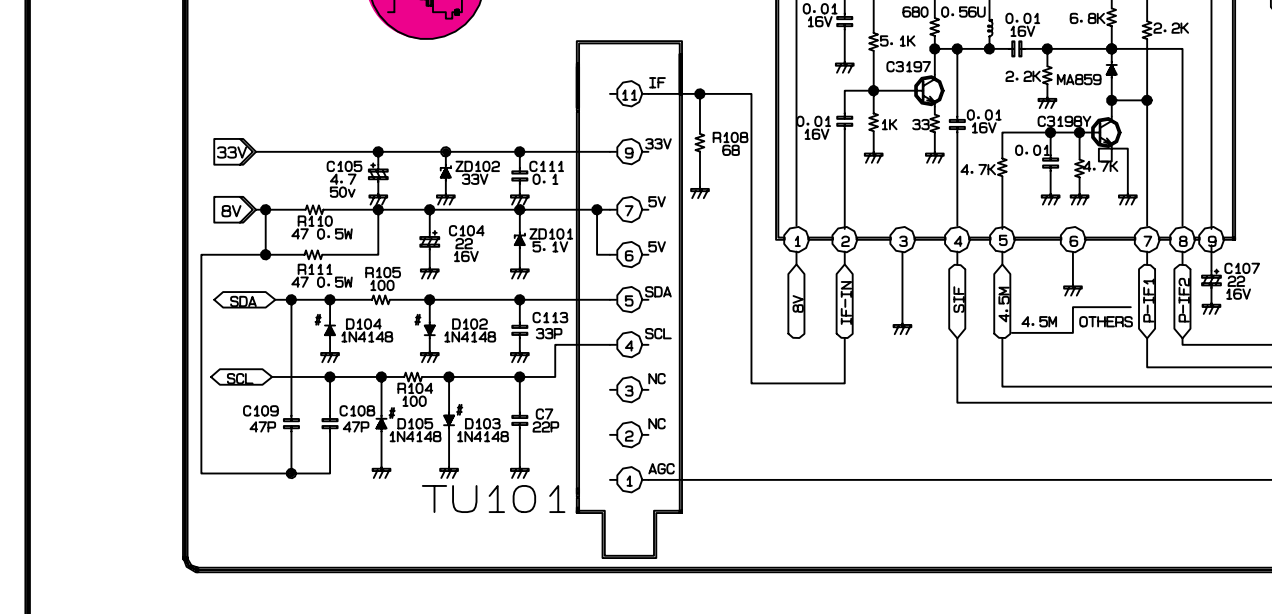 0.01
16V
5.1K
680
0.56U
0.01
16V
6.8K
2.2K
C3197
2.2K
MA859
0.01
16V
1K
33
0.01
16V
C3198Y
0.01
4.7K
4.7K
11
IF
R108
68
33V
C105
4.7
50v
ZD102
33V
C111
0.1
9
33V
8V
R110
47 0.5W
C104
22
16V
ZD101
5.1V
7
5V
6
5V
R111
47 0.5W
R105
100
SDA
5
SDA
#
D104
1N4148
#
D102
1N4148
C113
33P
4
SCL
SCL
R104
100
3
NC
C109
47P
C108
47P
#
D105
1N4148
#
D103
1N4148
C7
22P
2
NC
1
AGC
TU101
1
2
3
4
5
6
7
8
9
8V
IF-IN
SIF
4.5M
4.5M
OTHERS
P-IF1
P-IF2
C107
22
16V